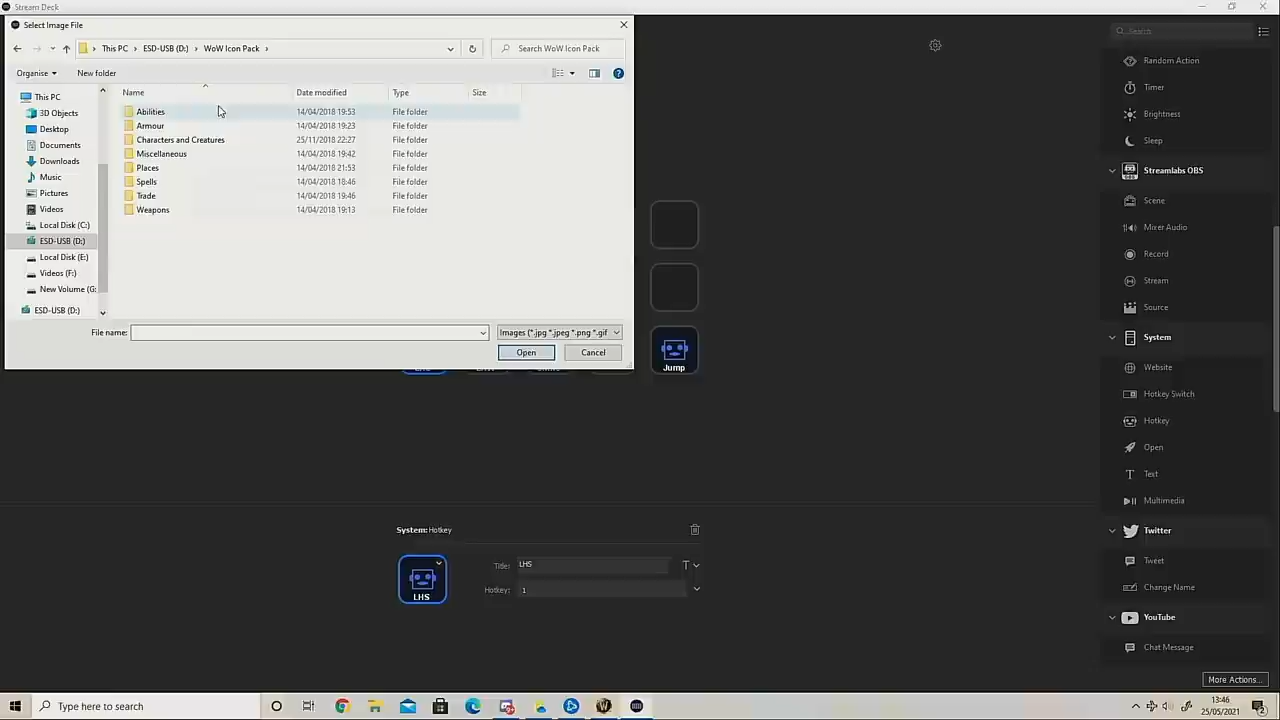 Stream Deck
Select Image File
This PC > ESD-USB (D:) > WoW Icon Pack >
Search WoW Icon Pack
Organise
New folder
Name
Date modified
Type
Size
This PC
3D Objects
Desktop
Documents
Downloads
Music
Pictures
Videos
Local Disk (C:)
ESD-USB (D:)
Local Disk (E:)
Videos (F:)
New Volume (G:
ESD-USB (D:)
Abilities 14/04/2018 19:53 File folder
Armour 14/04/2018 19:23 File folder
Characters and Creatures 25/11/2018 22:27 File folder
Miscellaneous 14/04/2018 19:42 File folder
Places 14/04/2018 21:53 File folder
Spells 14/04/2018 18:46 File folder
Trade 14/04/2018 19:46 File folder
Weapons 14/04/2018 19:13 File folder
File name:
Images (*.jpg *.jpeg *.png *.gif
Open
Cancel
Jump
System: Hotkey
LHS
Title: LHS
Hotkey: 1
Search
Random Action
Timer
Brightness
Sleep
Streamlabs OBS
Scene
Mixer Audio
Record
Stream
Source
System
Website
Hotkey Switch
Hotkey
Open
Text
Multimedia
Twitter
Tweet
Change Name
YouTube
Chat Message
More Actions...
Type here to search
13:46
25/05/2021